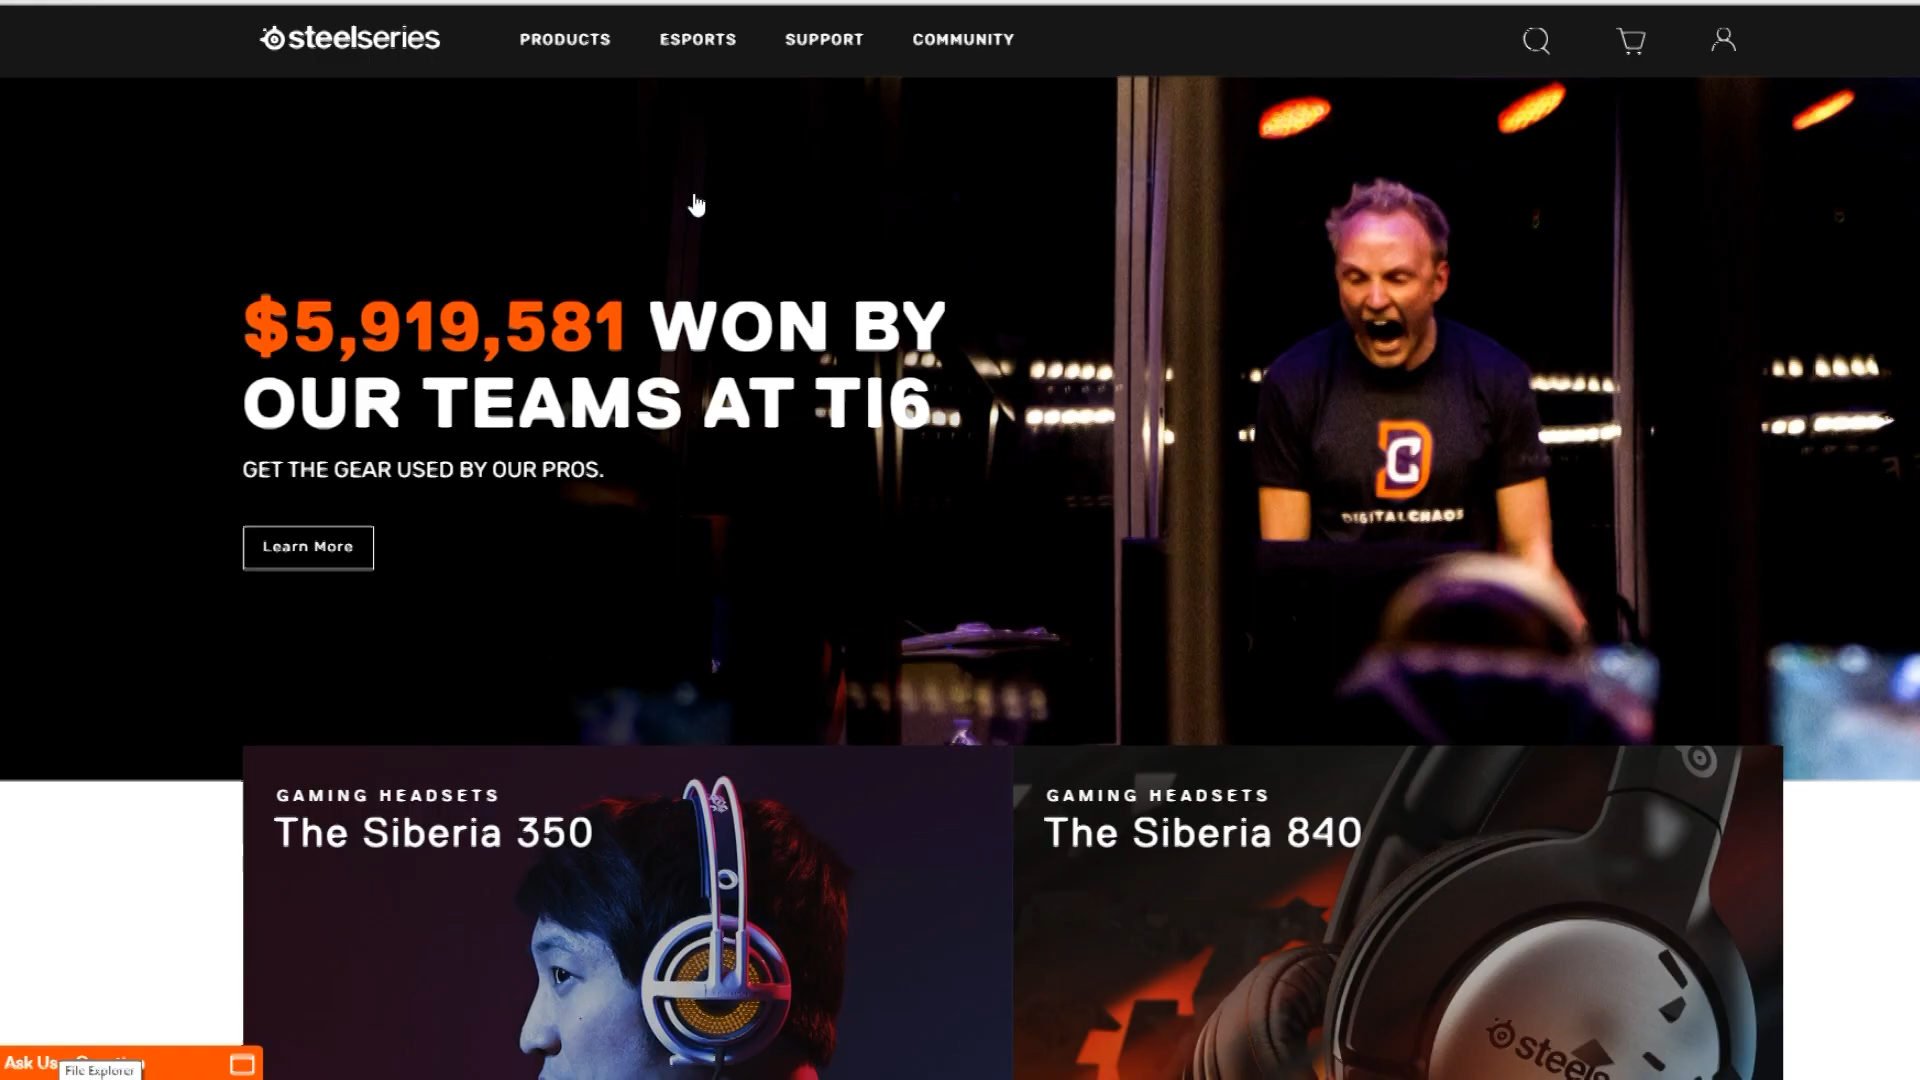 steelseries PRODUCTS ESPORTS SUPPORT COMMUNITY
$5,919,581 WON BY
OUR TEAMS AT TI6
GET THE GEAR USED BY OUR PROS.
Learn More
DC
DIGITALCHAOS
GAMING HEADSETS
The Siberia 350
GAMING HEADSETS
The Siberia 840
steels
Ask Us
File Explorer